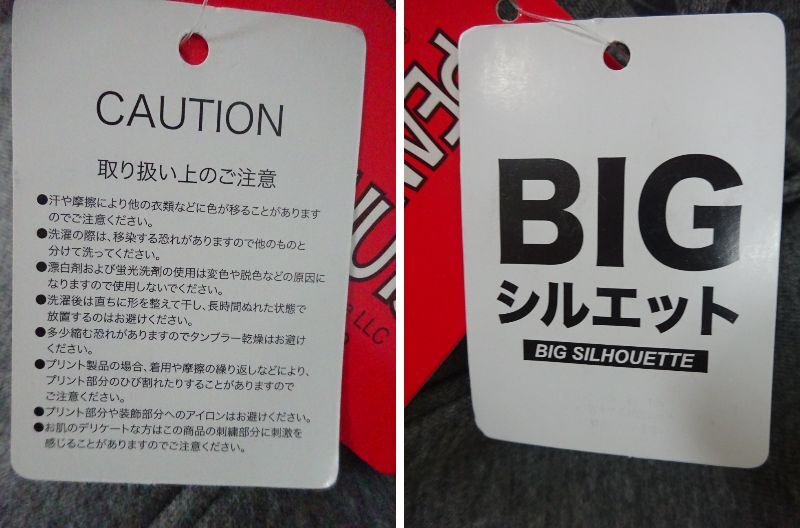 CAUTION
取り扱い上のご注意
●汗や摩擦により他の衣類などに色が移ることがあります
のでご注意ください。
●洗濯の際は、移染する恐れがありますので他のものと
分けて洗ってください。
●漂白剤および蛍光洗剤の使用は変色や脱色などの原因に
なりますので使用しないでください。
●洗濯後は直ちに形を整えて干し、長時間ぬれた状態で
放置するのはお避けください。
●多少縮む恐れがありますのでタンブラー乾燥はお避け
ください。
●プリント製品の場合、着用や摩擦の繰り返しなどにより、
プリント部分のひび割れたりすることがありますので
ご注意ください。
●プリント部分や装飾部分へのアイロンはお避けください。
●お肌のデリケートな方はこの商品の刺繍部分に刺激を
感じることがありますのでご注意ください。
LLC
PEAN
BIG
シルエット
BIG SILHOUETTE